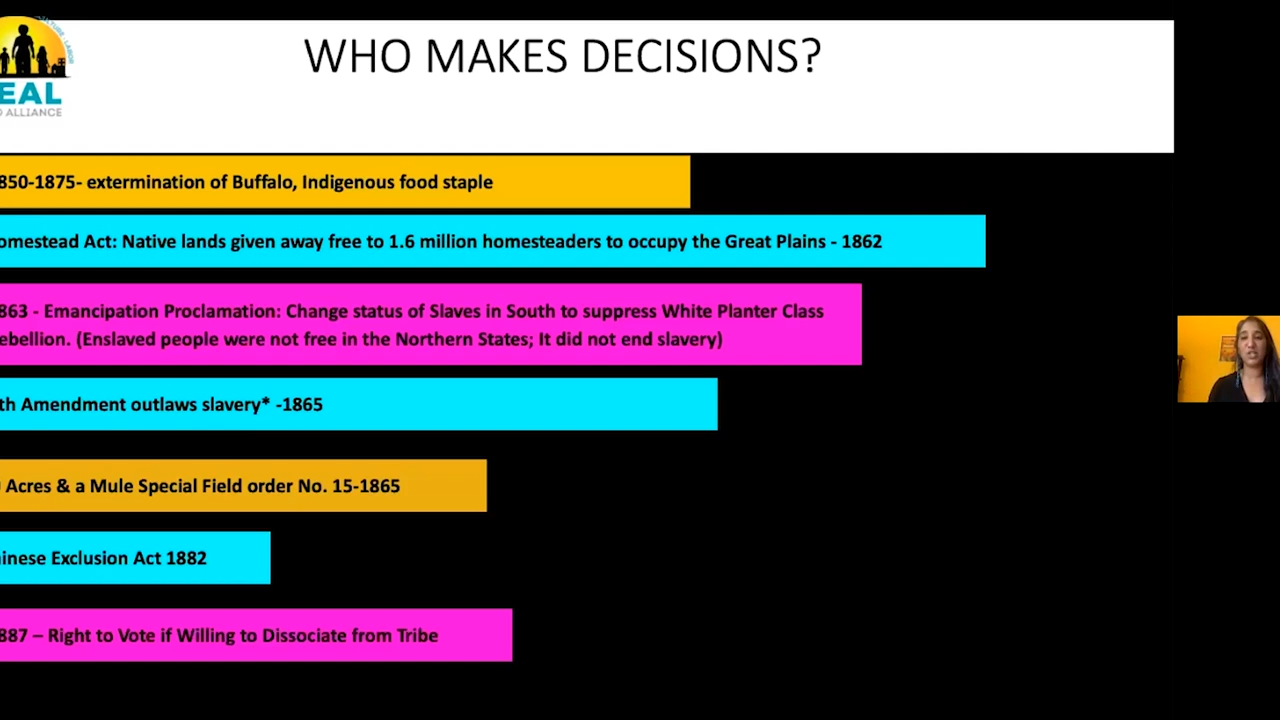 WHO MAKES DECISIONS?
EAL
ALLIANCE
850-1875- extermination of Buffalo, Indigenous food staple
omestead Act: Native lands given away free to 1.6 million homesteaders to occupy the Great Plains - 1862
863 - Emancipation Proclamation: Change status of Slaves in South to suppress White Planter Class
ebellion. (Enslaved people were not free in the Northern States; It did not end slavery)
th Amendment outlaws slavery* -1865
Acres & a Mule Special Field order No. 15-1865
inese Exclusion Act 1882
887 – Right to Vote if Willing to Dissociate from Tribe